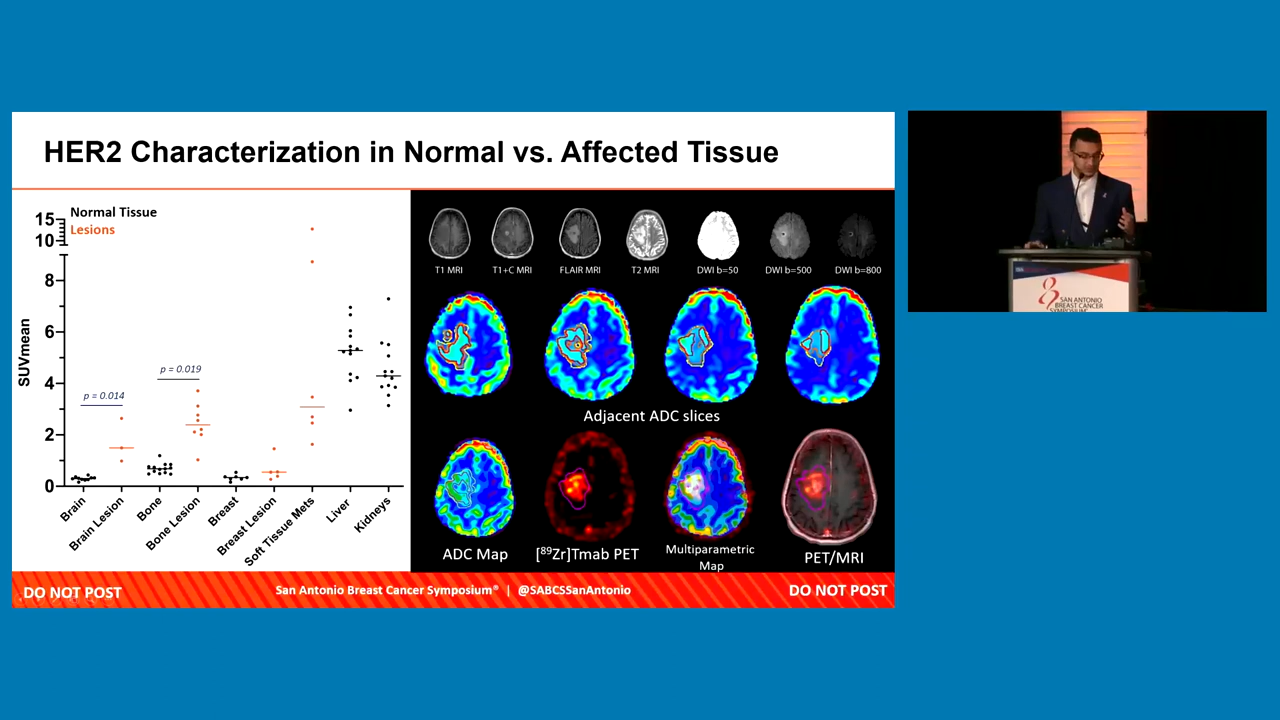 HER2 Characterization in Normal vs. Affected Tissue
Normal Tissue
Lesions
15
10
8
6
4
2
0
SUVmean
p = 0.014
p = 0.019
Brain
Brain Lesion
Bone
Bone Lesion
Breast
Breast Lesion
Soft Tissue Mets
Liver
Kidneys
T1 MRI
T1+C MRI
FLAIR MRI
T2 MRI
DWI b=50
DWI b=500
DWI b=800
Adjacent ADC slices
ADC Map
[⁸⁹Zr]Tmab PET
Multiparametric
Map
PET/MRI
DO NOT POST
San Antonio Breast Cancer Symposium® | @SABCSSanAntonio
DO NOT POST
SAN ANTONIO
BREAST CANCER
SYMPOSIUM®